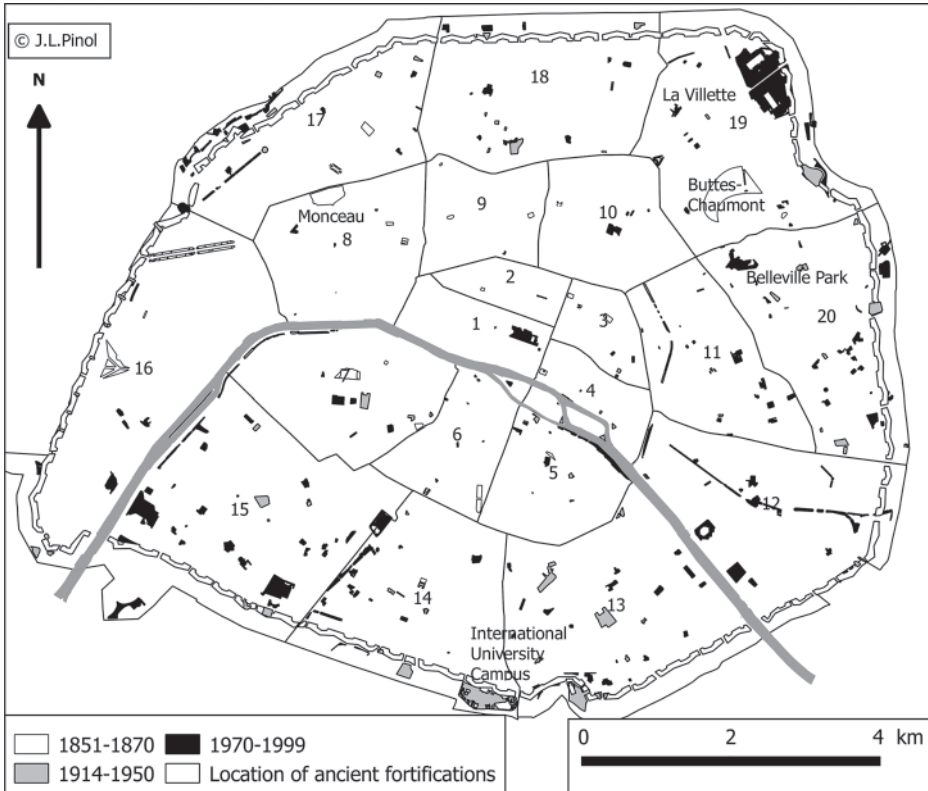 © J.L.Pinol
N
18
La Villette
17
19
Buttes-
Chaumont
Monceau
9
10
8
2
Belleville Park
1
3
20
11
16
7
4
6
5
15
12
14
13
International
University
Campus
1851-1870
1970-1999
1914-1950
Location of ancient fortifications
0 2 4 km